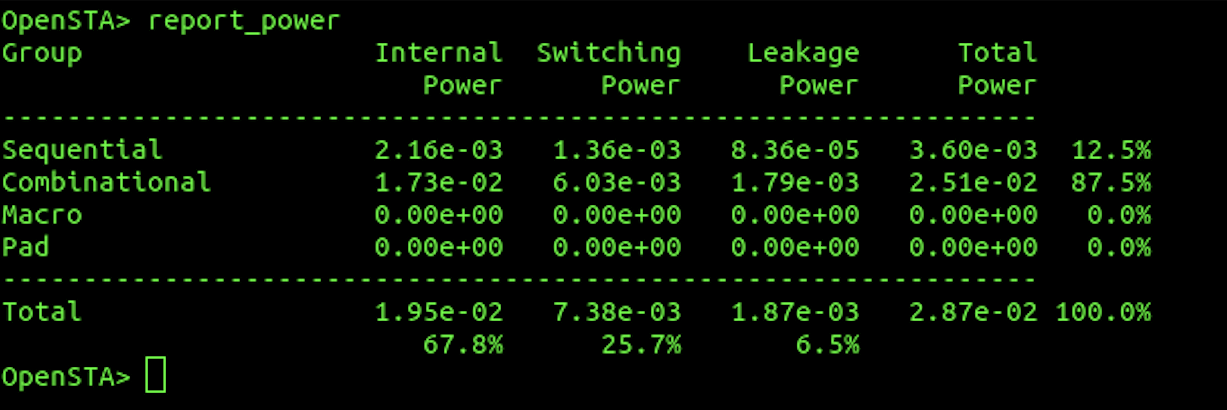 OpenSTA> report_power
Group Internal Switching Leakage Total
Power Power Power Power
-----------------------------------------------------------------
Sequential 2.16e-03 1.36e-03 8.36e-05 3.60e-03 12.5%
Combinational 1.73e-02 6.03e-03 1.79e-03 2.51e-02 87.5%
Macro 0.00e+00 0.00e+00 0.00e+00 0.00e+00 0.0%
Pad 0.00e+00 0.00e+00 0.00e+00 0.00e+00 0.0%
-----------------------------------------------------------------
Total 1.95e-02 7.38e-03 1.87e-03 2.87e-02 100.0%
67.8% 25.7% 6.5%
OpenSTA>